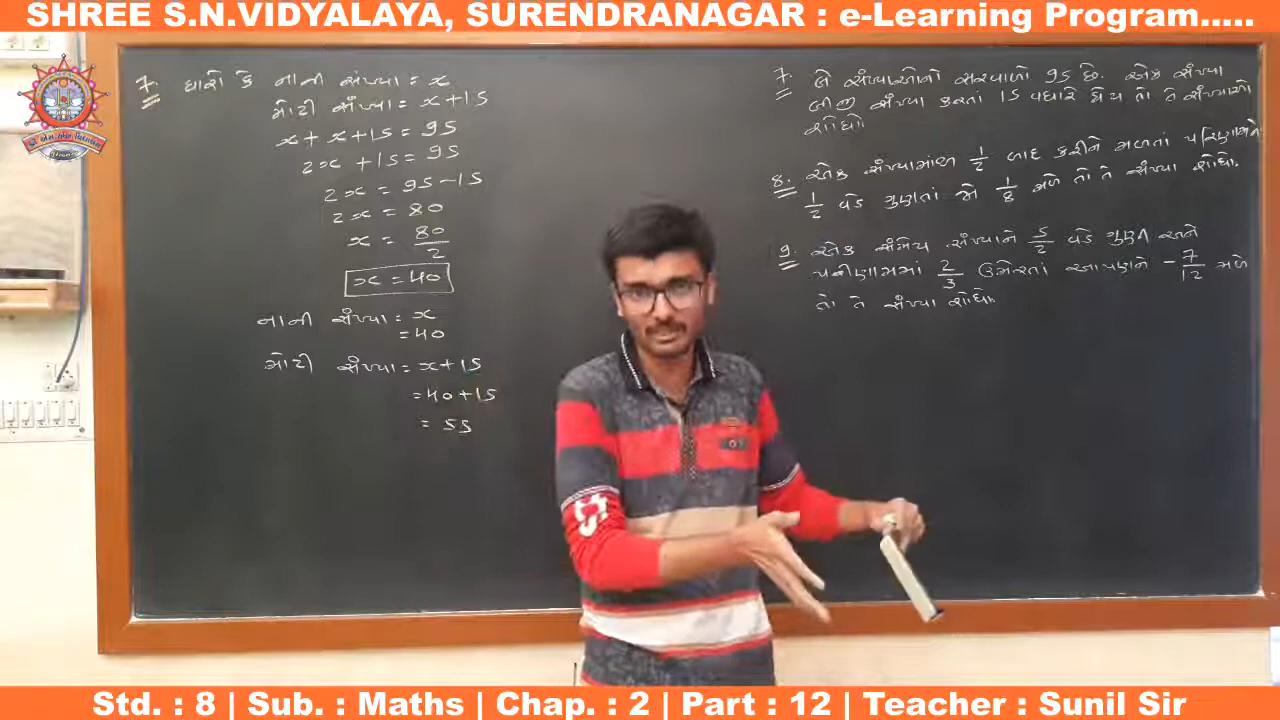 SHREE S.N.VIDYALAYA, SURENDRANAGAR : e-Learning Program.....
7. ધારો કે નાની સંખ્યા = x
મોટી સંખ્યા = x+15
x + x+15 = 95
2x +15 = 95
2x = 95-15
2x = 80
x = 80/2
x = 40
નાની સંખ્યા = x
= 40
મોટી સંખ્યા = x+15
= 40+15
= 55
7. બે સંખ્યાઓનો સરવાળો 95 છે. એક સંખ્યા
બીજી સંખ્યા કરતાં 15 વધારે હોય તો તે સંખ્યાઓ
શોધો.
8. એક સંખ્યામાંથી 1/2 બાદ કરીને મળતાં પરિણામને
1/2 વડે ગુણતાં જો 1/8 મળે તો તે સંખ્યા શોધો.
9. એક સંમેય સંખ્યાને 5/2 વડે ગુણી અને
પરીણામમાં 2/3 ઉમેરતાં આપણને -7/12 મળે
તો તે સંખ્યા શોધો.
Std. : 8 | Sub. : Maths | Chap. : 2 | Part : 12 | Teacher : Sunil Sir